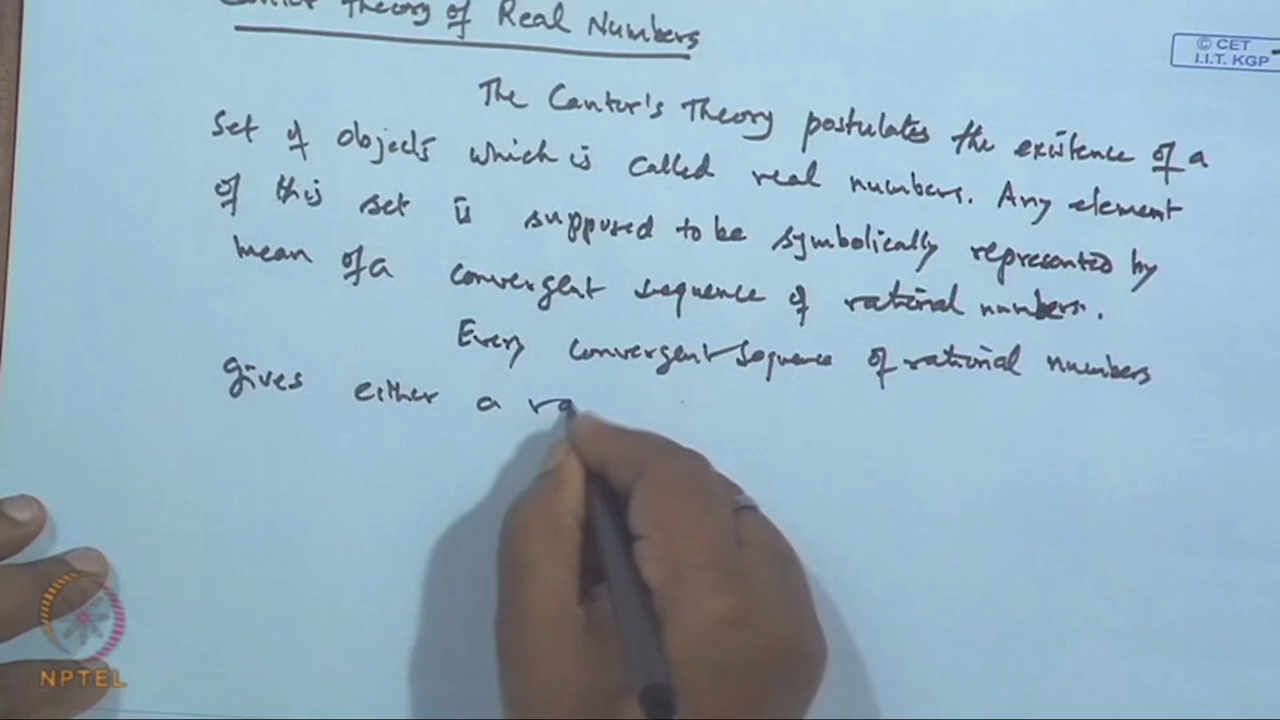 Theory of Real Numbers
© CET
I.I.T. KGP
The Cantor's Theory postulates the existence of a
set of objects which is called real numbers. Any element
of this set is supposed to be symbolically represented by
mean of a convergent sequence of rational numbers.
Every convergent sequence of rational numbers
gives either a ra
NPTEL